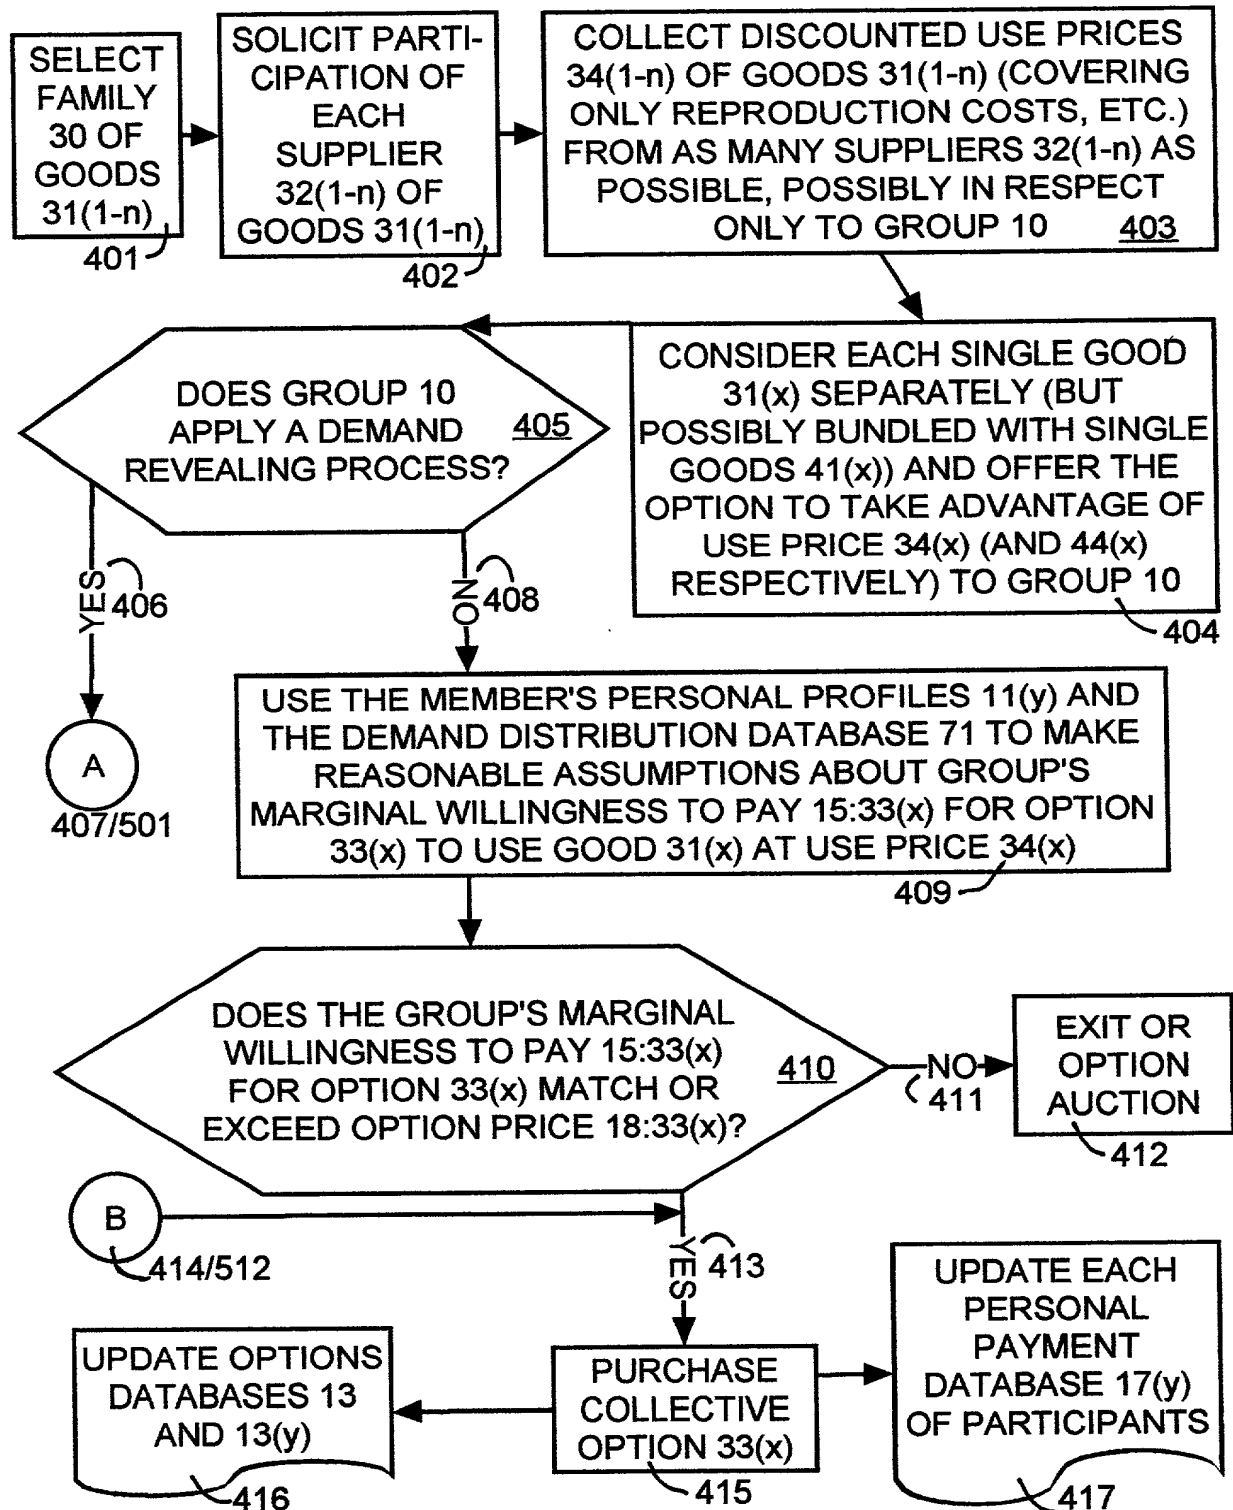 SELECT
FAMILY
30 OF
GOODS
31(1-n)
401
SOLICIT PARTI-
CIPATION OF
EACH
SUPPLIER
32(1-n) OF
GOODS 31(1-n)
402
COLLECT DISCOUNTED USE PRICES
34(1-n) OF GOODS 31(1-n) (COVERING
ONLY REPRODUCTION COSTS, ETC.)
FROM AS MANY SUPPLIERS 32(1-n) AS
POSSIBLE, POSSIBLY IN RESPECT
ONLY TO GROUP 10 403
CONSIDER EACH SINGLE GOOD
31(x) SEPARATELY (BUT
POSSIBLY BUNDLED WITH SINGLE
GOODS 41(x)) AND OFFER THE
OPTION TO TAKE ADVANTAGE OF
USE PRICE 34(x) (AND 44(x)
RESPECTIVELY) TO GROUP 10
404
DOES GROUP 10
APPLY A DEMAND
REVEALING PROCESS?
405
YES
406
NO
408
A
407/501
USE THE MEMBER'S PERSONAL PROFILES 11(y) AND
THE DEMAND DISTRIBUTION DATABASE 71 TO MAKE
REASONABLE ASSUMPTIONS ABOUT GROUP'S
MARGINAL WILLINGNESS TO PAY 15:33(x) FOR OPTION
33(x) TO USE GOOD 31(x) AT USE PRICE 34(x)
409
DOES THE GROUP'S MARGINAL
WILLINGNESS TO PAY 15:33(x)
FOR OPTION 33(x) MATCH OR
EXCEED OPTION PRICE 18:33(x)?
410
NO
411
EXIT OR
OPTION
AUCTION
412
B
414/512
YES
413
PURCHASE
COLLECTIVE
OPTION 33(x)
415
UPDATE OPTIONS
DATABASES 13
AND 13(y)
416
UPDATE EACH
PERSONAL
PAYMENT
DATABASE 17(y)
OF PARTICIPANTS
417